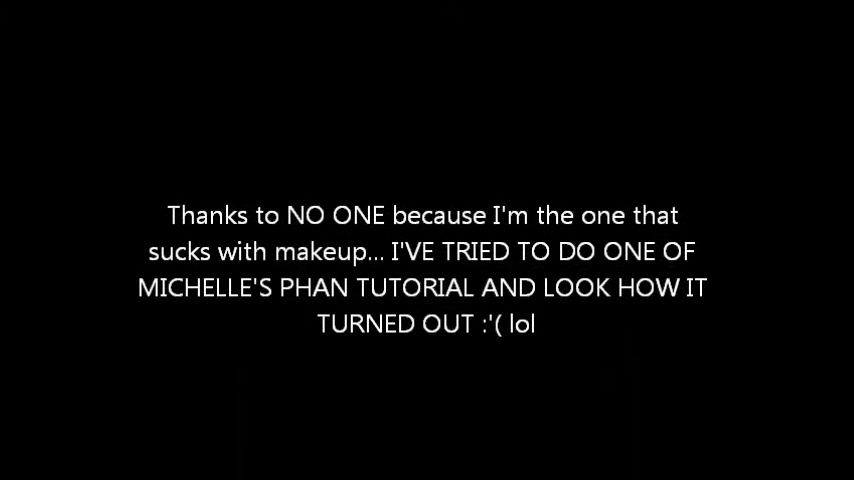 Thanks to NO ONE because I'm the one that
sucks with makeup... I'VE TRIED TO DO ONE OF
MICHELLE'S PHAN TUTORIAL AND LOOK HOW IT
TURNED OUT :'( lol